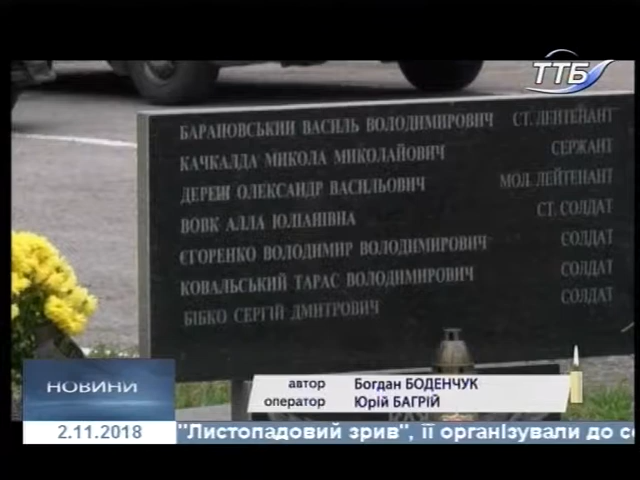 ТТБ
БАРАНОВСЬКИЙ ВАСИЛЬ ВОЛОДИМИРОВИЧ СТ. ЛЕЙТЕНАНТ
КАЧКАЛДА МИКОЛА МИКОЛАЙОВИЧ СЕРЖАНТ
ДЕРЕШ ОЛЕКСАНДР ВАСИЛЬОВИЧ МОЛ. ЛЕЙТЕНАНТ
ВОВК АЛЛА ЮЛІАНІВНА СТ. СОЛДАТ
ЄГОРЕНКО ВОЛОДИМИР ВОЛОДИМИРОВИЧ СОЛДАТ
КОВАЛЬСЬКИЙ ТАРАС ВОЛОДИМИРОВИЧ СОЛДАТ
БІБКО СЕРГІЙ ДМИТРОВИЧ СОЛДАТ
НОВИНИ
автор Богдан БОДЕНЧУК
оператор Юрій БАГРІЙ
2.11.2018 "Листопадовий зрив", її організували до се